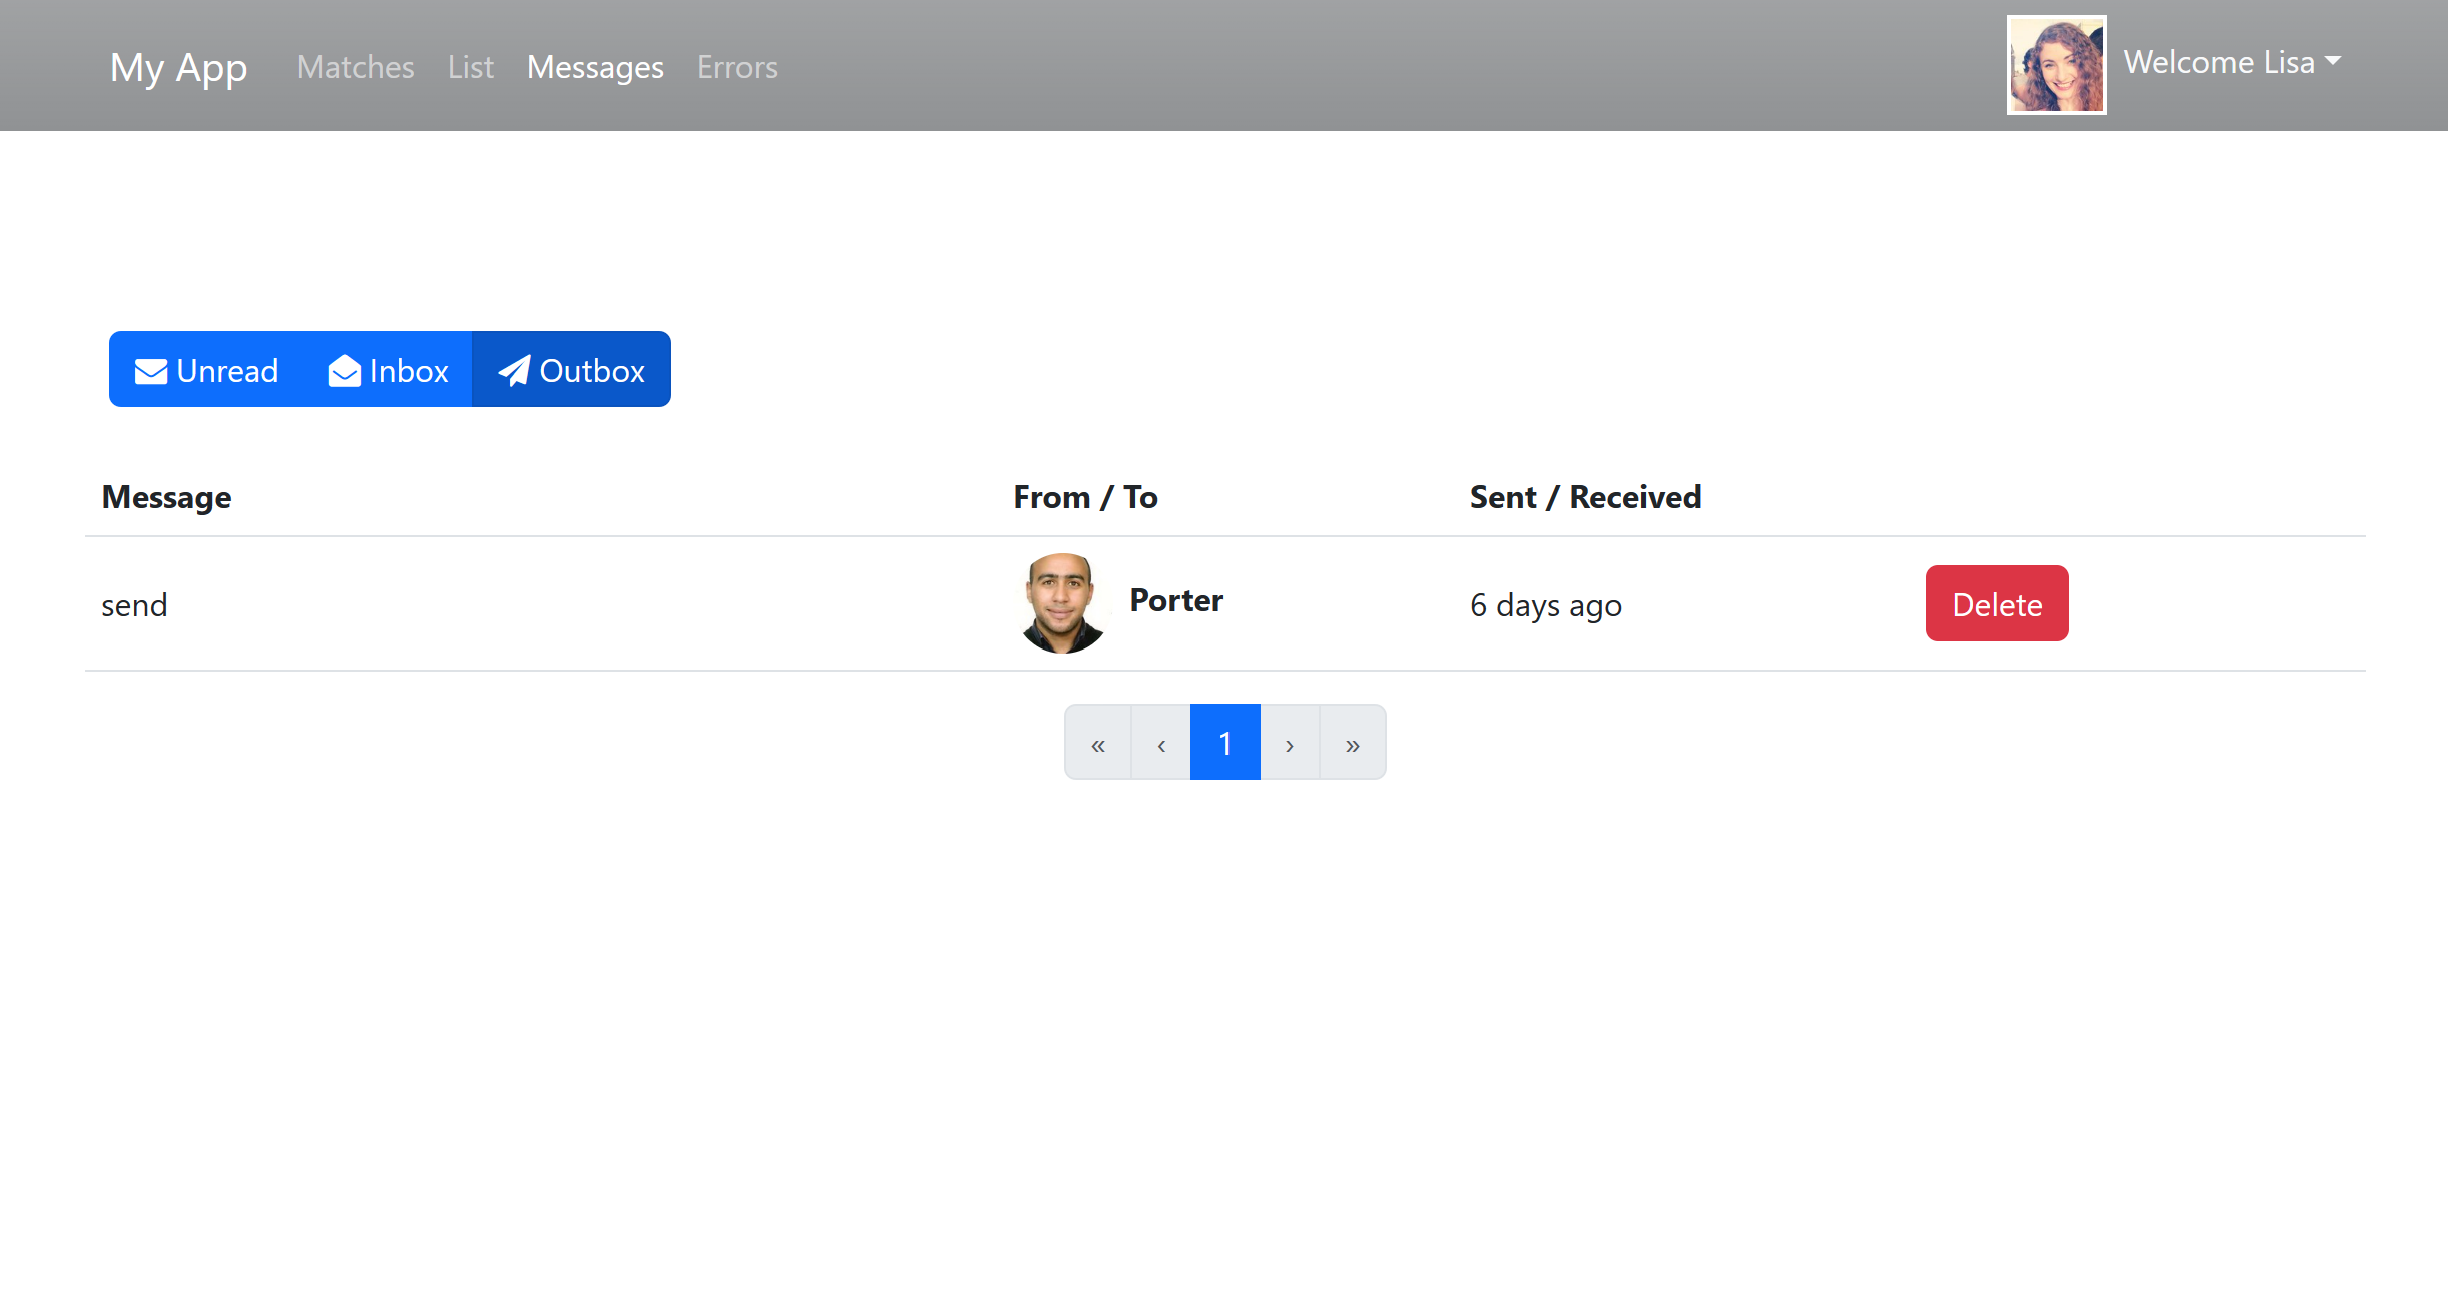 My App Matches List Messages Errors Welcome Lisa
Unread Inbox Outbox
Message From / To Sent / Received
send Porter 6 days ago Delete
« ‹ 1 › »